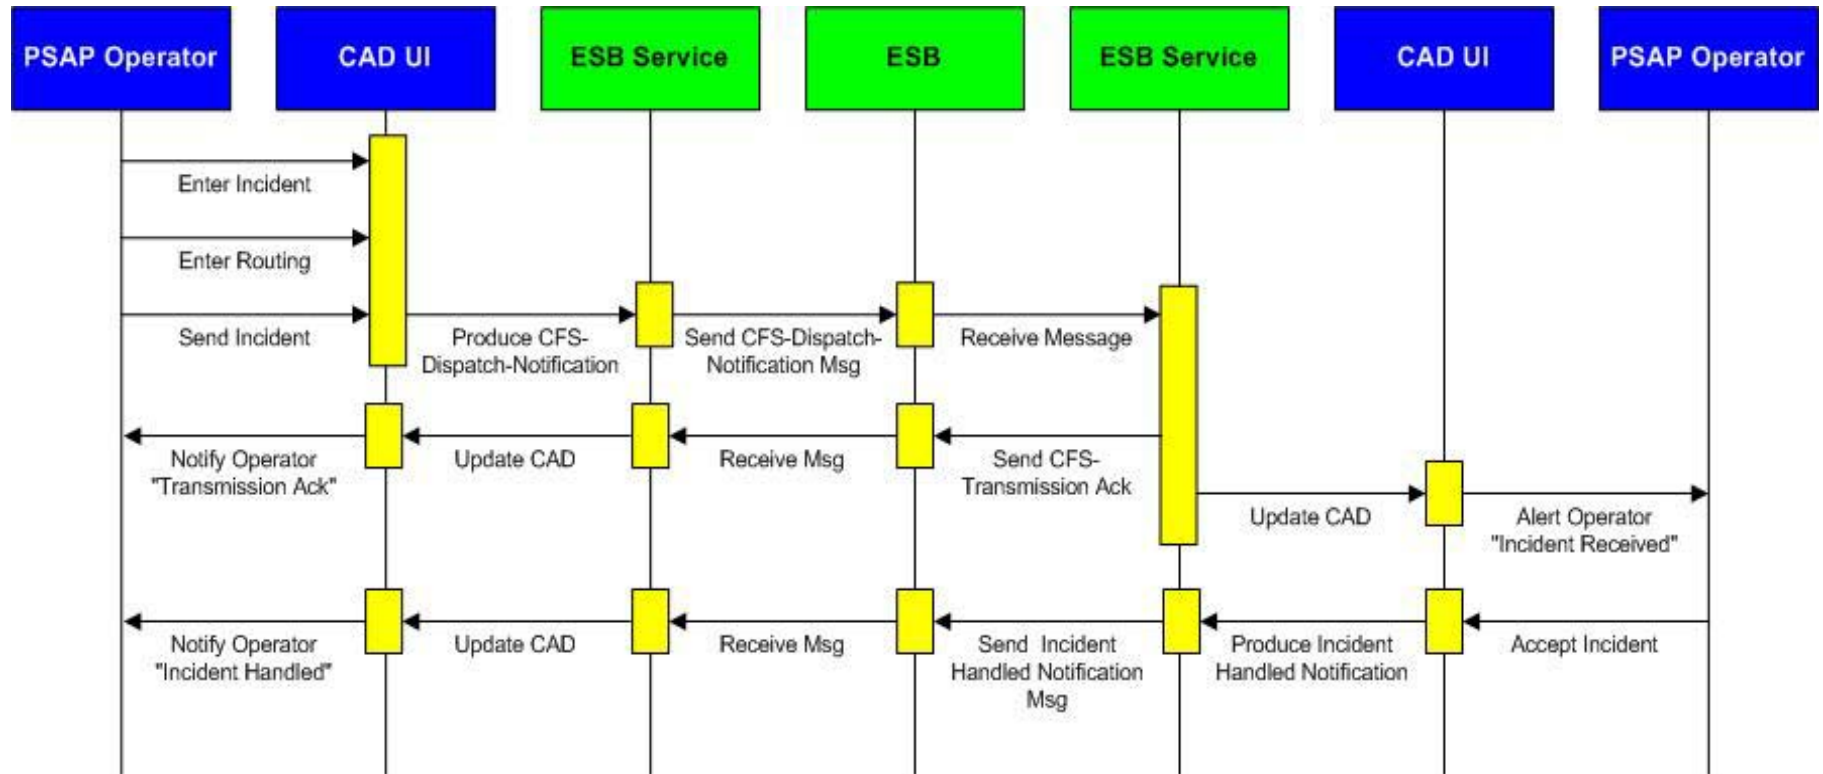 PSAP Operator
CAD UI
ESB Service
ESB
ESB Service
CAD UI
PSAP Operator
Enter Incident
Enter Routing
Send Incident
Produce CFS-
Dispatch-Notification
Send CFS-Dispatch-
Notification Msg
Receive Message
Notify Operator
"Transmission Ack"
Update CAD
Receive Msg
Send CFS-
Transmission Ack
Update CAD
Alert Operator
"Incident Received"
Notify Operator
"Incident Handled"
Update CAD
Receive Msg
Send Incident
Handled Notification
Msg
Produce Incident
Handled Notification
Accept Incident